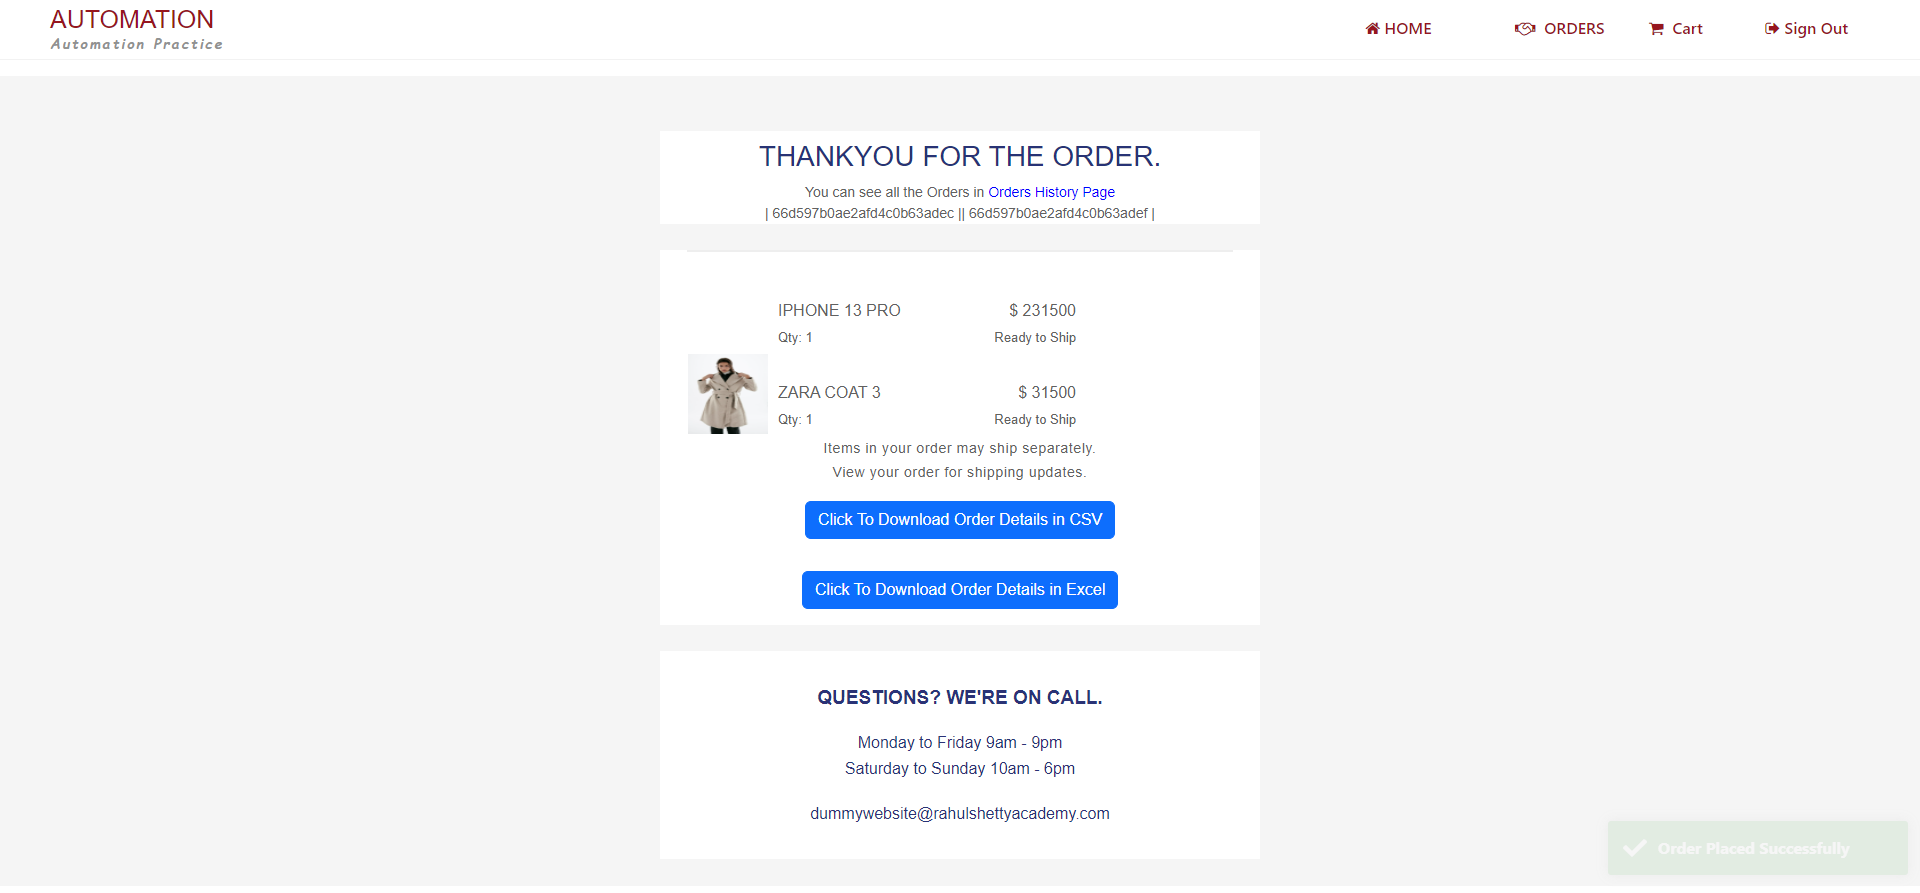 AUTOMATION
Automation Practice
HOME
ORDERS
Cart
Sign Out
THANKYOU FOR THE ORDER.
You can see all the Orders in Orders History Page
| 66d597b0ae2afd4c0b63adec || 66d597b0ae2afd4c0b63adef |
IPHONE 13 PRO
$ 231500
Qty: 1
Ready to Ship
ZARA COAT 3
$ 31500
Qty: 1
Ready to Ship
Items in your order may ship separately.
View your order for shipping updates.
Click To Download Order Details in CSV
Click To Download Order Details in Excel
QUESTIONS? WE'RE ON CALL.
Monday to Friday 9am - 9pm
Saturday to Sunday 10am - 6pm
dummywebsite@rahulshettyacademy.com
Order Placed Successfully